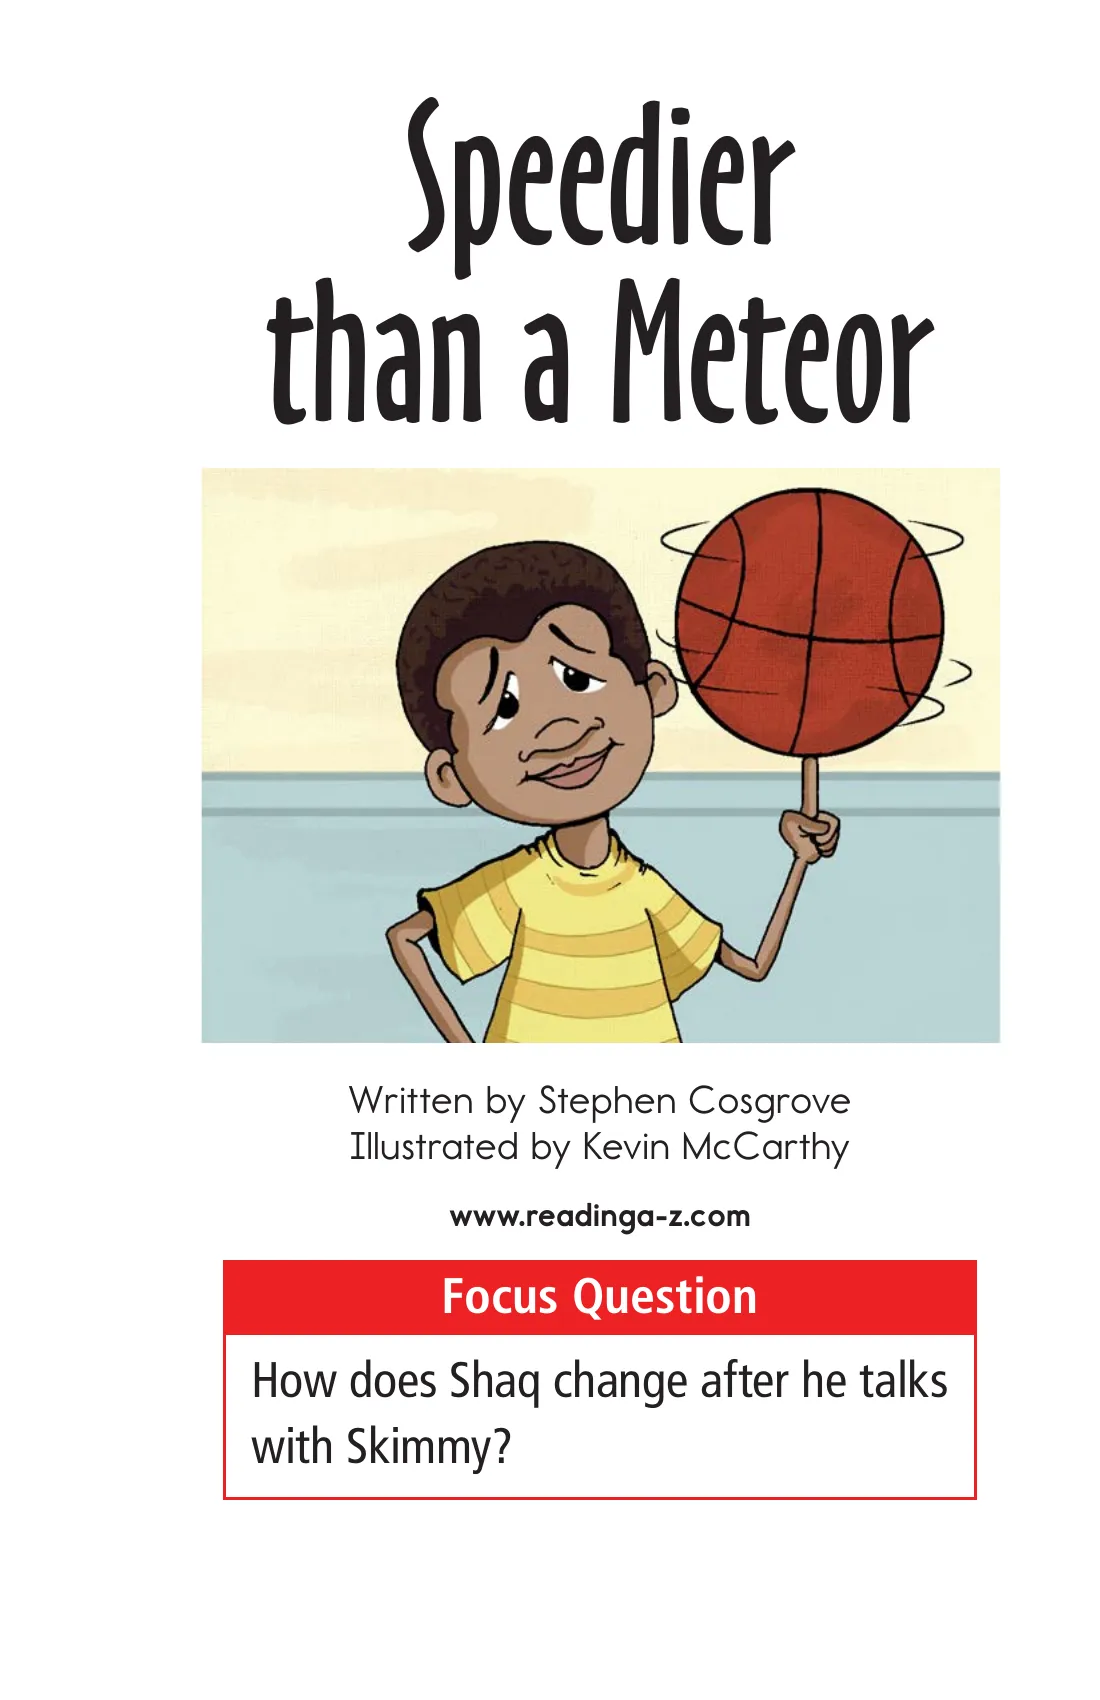 Speedier
than a Meteor
Written by Stephen Cosgrove
Illustrated by Kevin McCarthy
www.readinga-z.com
Focus Question
How does Shaq change after he talks
with Skimmy?